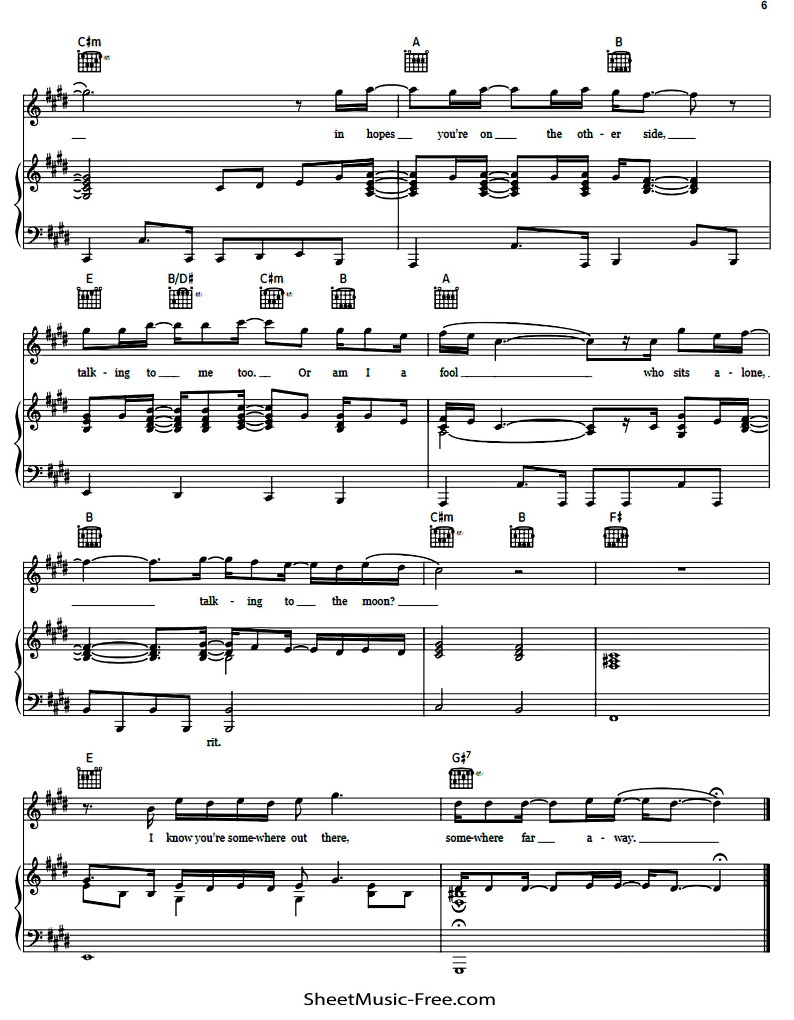 6
C♯m A B
in hopes you're on the oth - er side,
E B/D♯ C♯m B A
talk - ing to me too. Or am I a fool who sits a - lone,
B C♯m B F♯
talk - ing to the moon?
rit.
E G♯7
I know you're some-where out there, some-where far a - way.
SheetMusic-Free.com